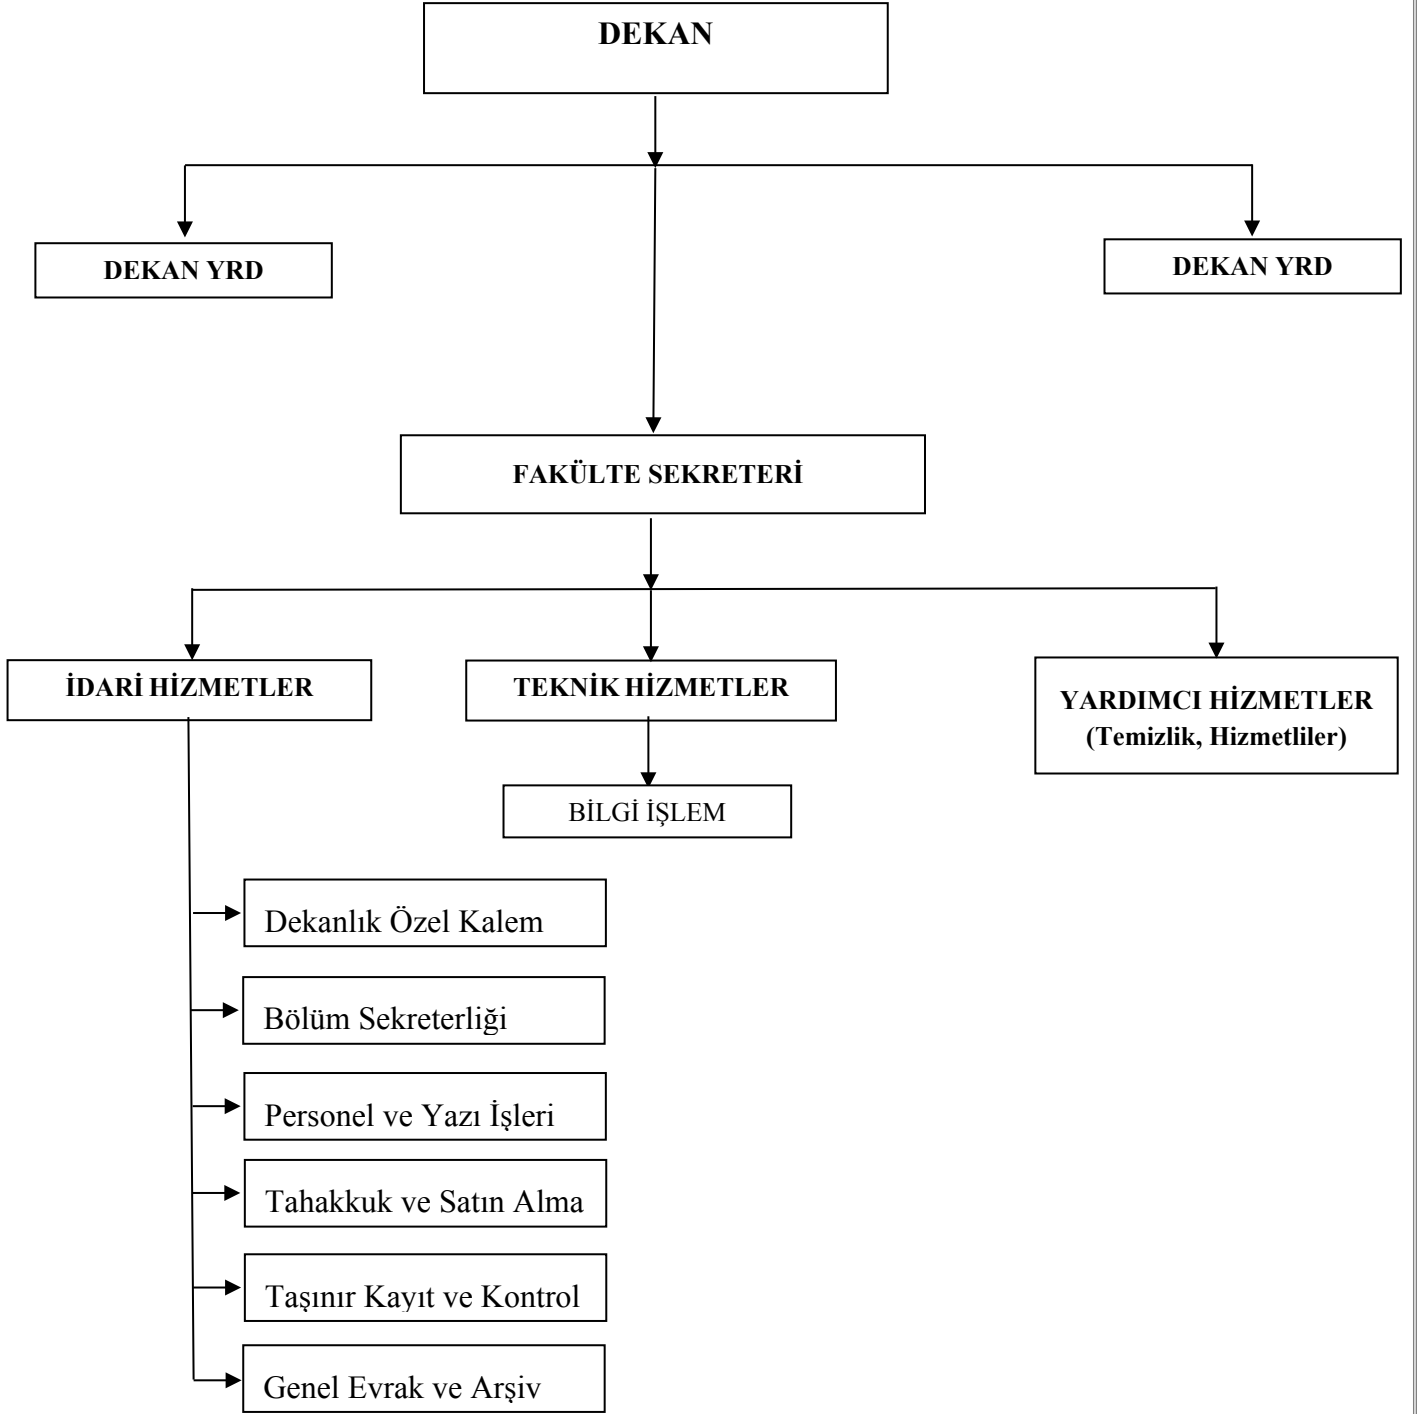 DEKAN
DEKAN YRD
DEKAN YRD
FAKÜLTE SEKRETERİ
İDARİ HİZMETLER
TEKNİK HİZMETLER
YARDIMCI HİZMETLER
(Temizlik, Hizmetliler)
BİLGİ İŞLEM
Dekanlık Özel Kalem
Bölüm Sekreterliği
Personel ve Yazı İşleri
Tahakkuk ve Satın Alma
Taşınır Kayıt ve Kontrol
Genel Evrak ve Arşiv